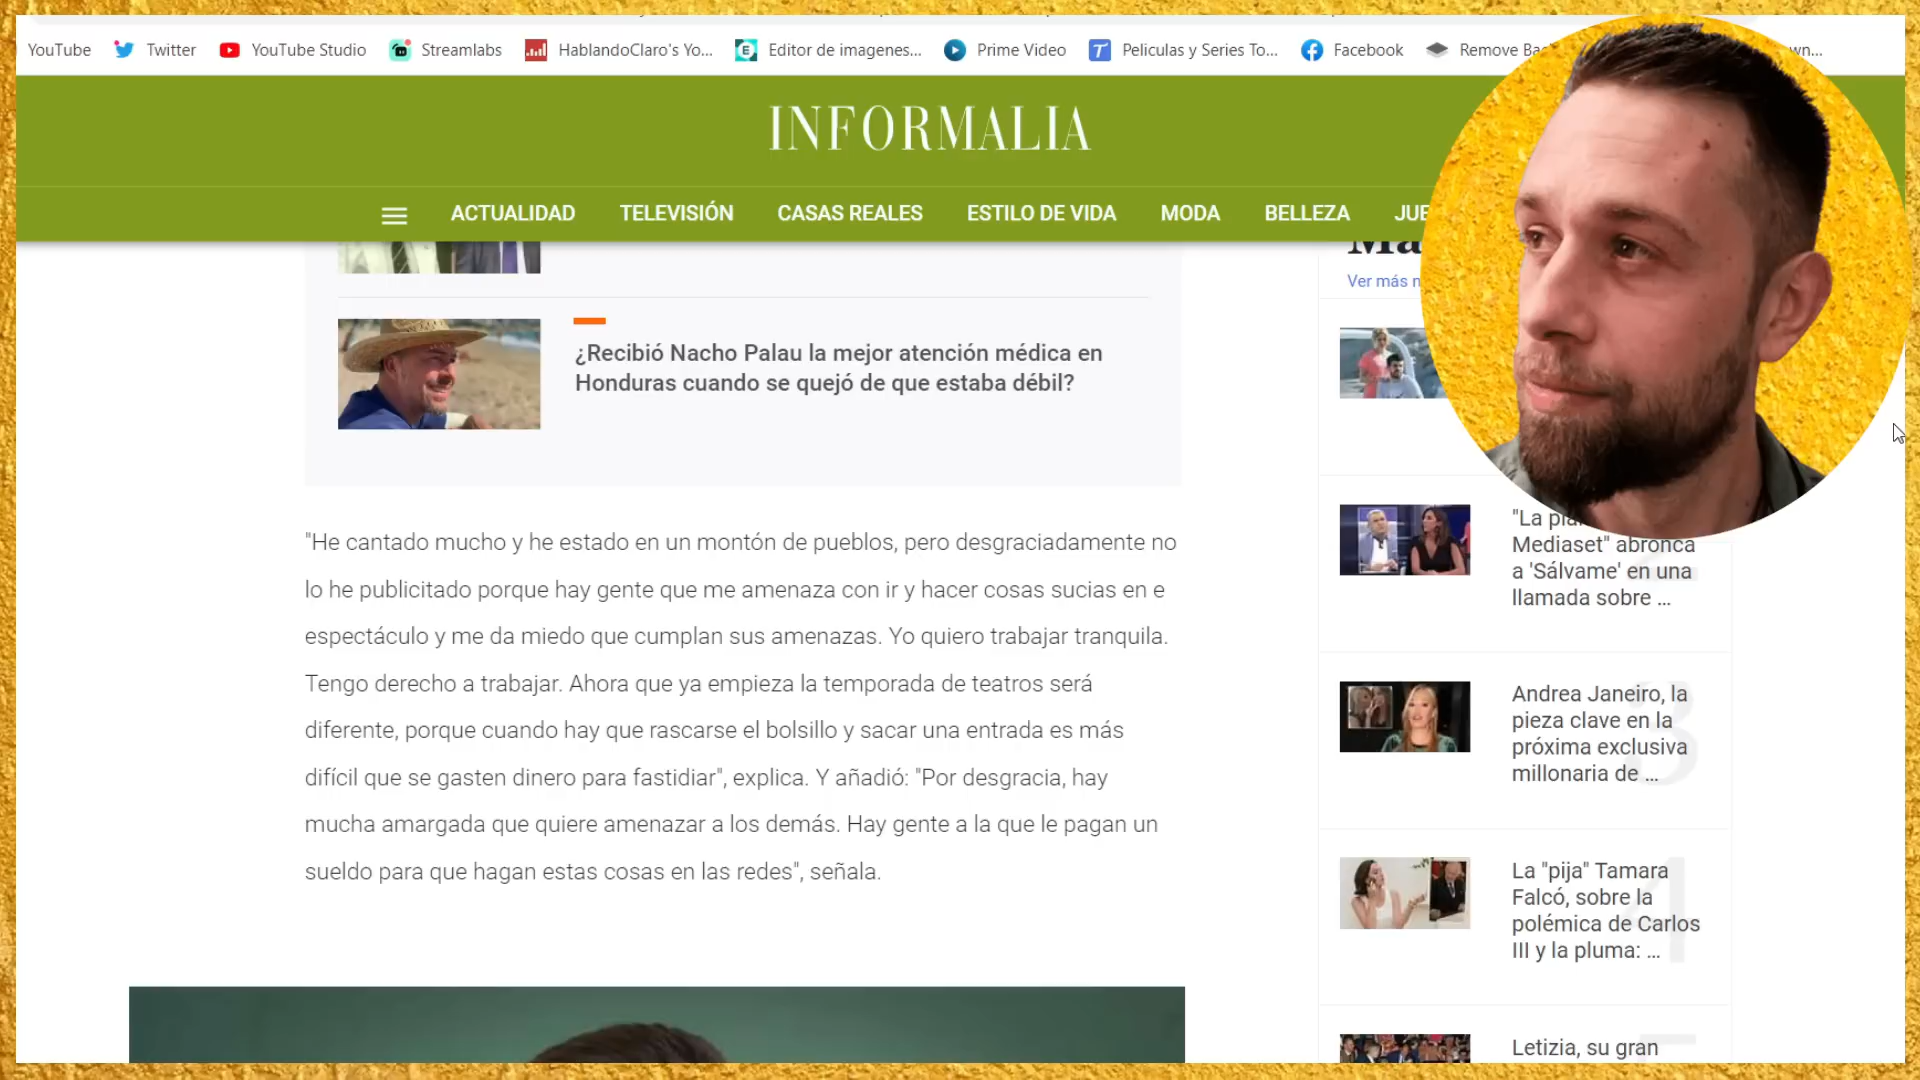 YouTube Twitter YouTube Studio Streamlabs HablandoClaro's Yo... Editor de imagenes... Prime Video Peliculas y Series To... Facebook Remove
INFORMALIA
ACTUALIDAD TELEVISIÓN CASAS REALES ESTILO DE VIDA MODA BELLEZA
¿Recibió Nacho Palau la mejor atención médica en
Honduras cuando se quejó de que estaba débil?
"He cantado mucho y he estado en un montón de pueblos, pero desgraciadamente no
lo he publicitado porque hay gente que me amenaza con ir y hacer cosas sucias en e
espectáculo y me da miedo que cumplan sus amenazas. Yo quiero trabajar tranquila.
Tengo derecho a trabajar. Ahora que ya empieza la temporada de teatros será
diferente, porque cuando hay que rascarse el bolsillo y sacar una entrada es más
difícil que se gasten dinero para fastidiar", explica. Y añadió: "Por desgracia, hay
mucha amargada que quiere amenazar a los demás. Hay gente a la que le pagan un
sueldo para que hagan estas cosas en las redes", señala.
Ver más
"La
Mediaset" abronca
a 'Sálvame' en una
llamada sobre ...
3
Andrea Janeiro, la
pieza clave en la
próxima exclusiva
millonaria de ...
4
La "pija" Tamara
Falcó, sobre la
polémica de Carlos
III y la pluma: ...
Letizia, su gran